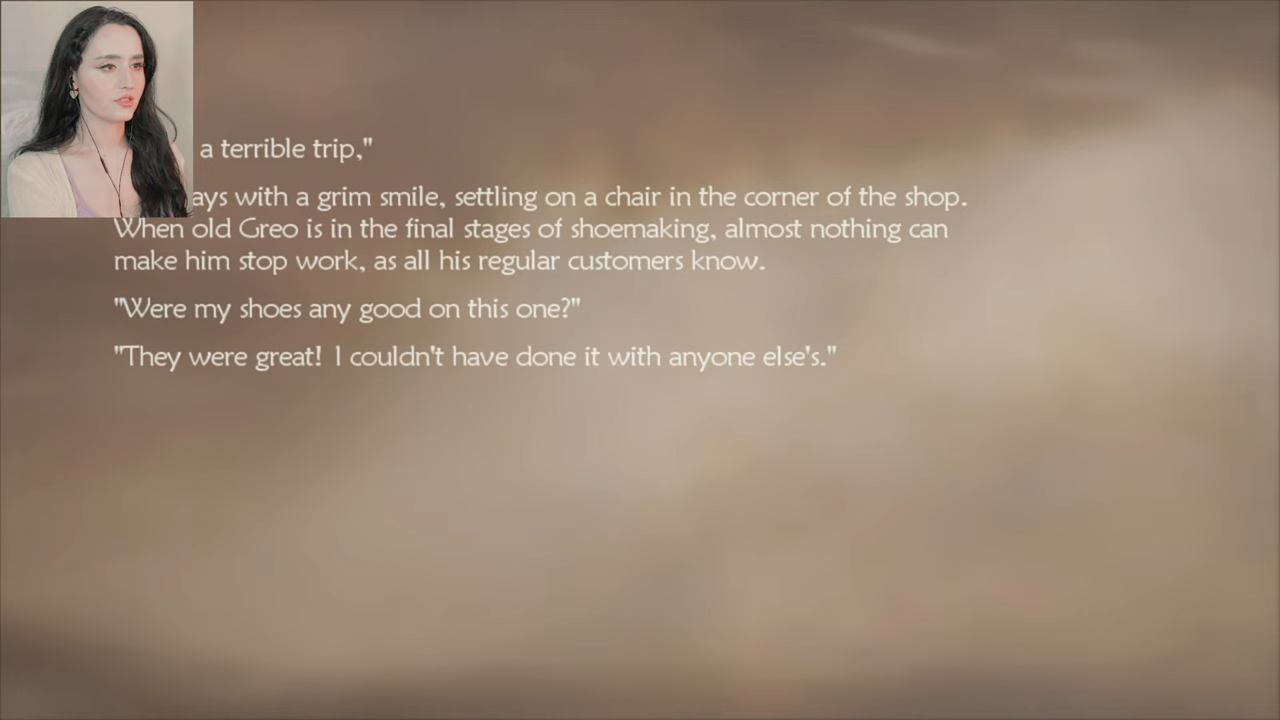 a terrible trip,"
with a grim smile, settling on a chair in the corner of the shop.
When old Greo is in the final stages of shoemaking, almost nothing can
make him stop work, as all his regular customers know.
"Were my shoes any good on this one?"
"They were great! I couldn't have done it with anyone else's."